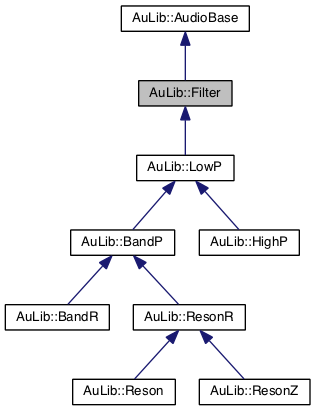 AuLib::AudioBase
AuLib::Filter
AuLib::LowP
AuLib::BandP
AuLib::HighP
AuLib::BandR
AuLib::ResonR
AuLib::Reson
AuLib::ResonZ